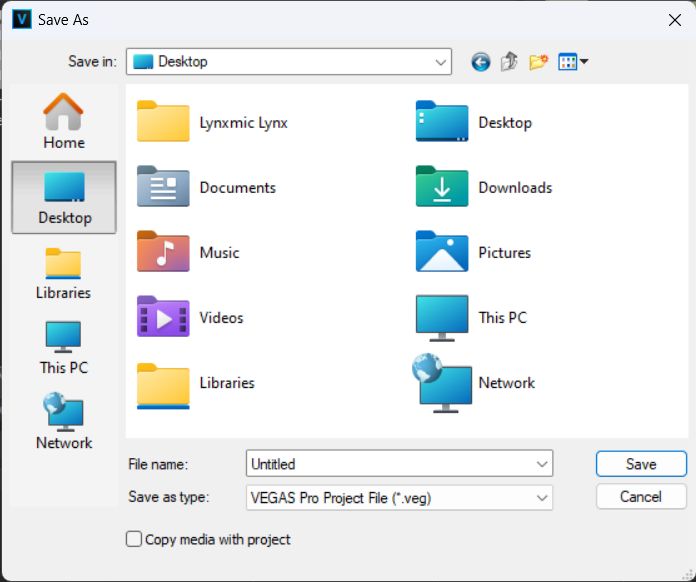 V Save As
Save in: Desktop
Home
Desktop
Libraries
This PC
Network
Lynxmic Lynx
Desktop
Documents
Downloads
Music
Pictures
Videos
This PC
Libraries
Network
File name: Untitled
Save
Save as type: VEGAS Pro Project File (*.veg)
Cancel
Copy media with project